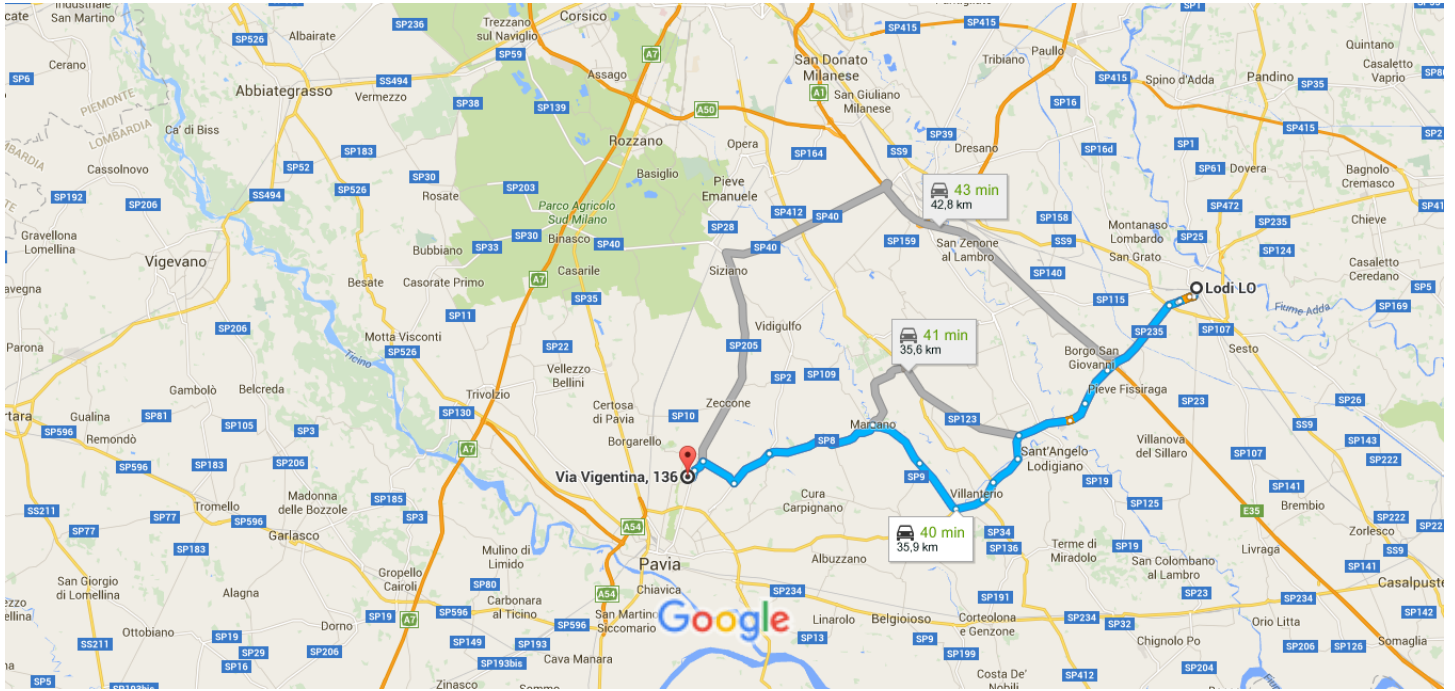 Industriale
San Martino
SP236
Corsico
Trezzano
sul Naviglio
SP526
Albairate
SP59
A7
SP6
Cerano
Assago
SS494
Vermezzo
Abbiategrasso
SP38
SP139
A50
San Donato
Milanese
A1
San Giuliano
Milanese
SP415
Tribiano
Paullo
SP415
SP1
Spino d'Adda
Pandino
Quintano
Casaletto
Vaprio
SP35
SP16
SP415
PIEMONTE
LOMBARDIA
Ca' di Biss
Cassolnovo
SP183
SP52
SP526
SP30
Rosate
SP203
Rozzano
Basiglio
Opera
Pieve
Emanuele
SP164
SS9
SP39
Dresano
SP16d
SP1
SP61
Dovera
Bagnolo
Cremasco
SP192
SP206
SS494
Parco Agricolo
Sud Milano
SP412
SP40
SP28
43 min
42,8 km
SP472
SP235
Chieve
Gravellona
Lomellina
Bubbiano
SP33
SP30
Binasco
SP40
SP40
SP159
San Zenone
al Lambro
SP158
SS9
Montanaso
Lombardo
SP25
San Grato
SP124
Casaletto
Ceredano
Vigevano
Besate
Casorate Primo
A7
Casarile
Siziano
SP140
SP115
Lodi LO
SP5
SP169
Fiume Adda
SP35
SP11
SP206
Motta Visconti
SP526
Parona
Ticino
Vidigulfo
SP205
41 min
35,6 km
SP235
SP107
Sesto
Borgo San
Giovanni
Pieve Fissiraga
SP22
Vellezzo
Bellini
SP2
SP109
Gambolò
Belcreda
Trivolzio
SP130
Certosa
di Pavia
SP10
Zeccone
SP23
SP26
Gualina
SP81
SP105
SP3
SP596
Remondò
SP596
SP183
SP206
A7
Borgarello
Marzano
SP8
SP123
Sant'Angelo
Lodigiano
Villanova
del Sillaro
SS9
SP143
SP222
SP107
Via Vigentina, 136
SP9
Villanterio
SP19
SP125
SP141
Brembio
SP185
Madonna
delle Bozzole
Tromello
SP596
SS211
SP77
SP77
SP3
Cura
Carpignano
E35
SP222
Zorlesco
SP22
SP183
Garlasco
A54
40 min
35,9 km
SP34
SP136
Terme di
Miradolo
SP19
Livraga
SS9
Mulino di
Limido
Pavia
Albuzzano
San Colombano
al Lambro
SP141
San Giorgio
di Lomellina
Alagna
Gropello
Cairoli
SP80
Chiavica
SP23
Casalpuste
SP19
SP596
Carbonara
al Ticino
A54
San Martino
Siccomario
SP234
SP191
SP234
SP142
Google
Linarolo
Belgioioso
Corteolona
e Genzone
SP234
SP32
Orio Litta
Ottobiano
SP19
SP29
SP16
Dorno
SP206
A7
SP149
SP193
SP596
SP13
SP9
SP199
Chignolo Po
SP206
SP126
Somaglia
SS211
SP193bis
Cava Manara
Costa De'
Nobili
SP412
SP204
SP5
SP193bis
Zinasco